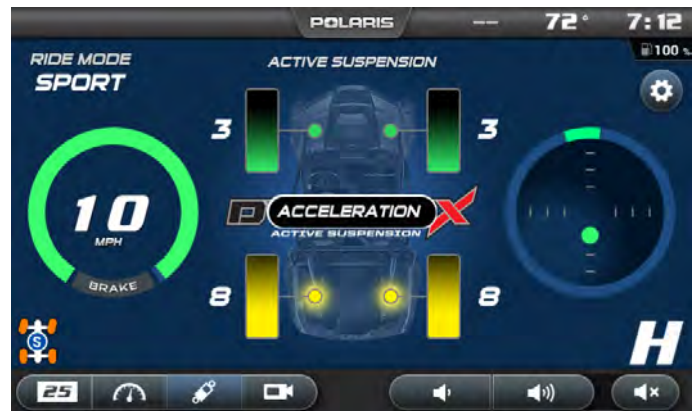 POLARIS
-- 72° 7:12
100 %
RIDE MODE
SPORT
ACTIVE SUSPENSION
3
3
10
MPH
BRAKE
D ACCELERATION X
ACTIVE SUSPENSION
8
8
S
H
25